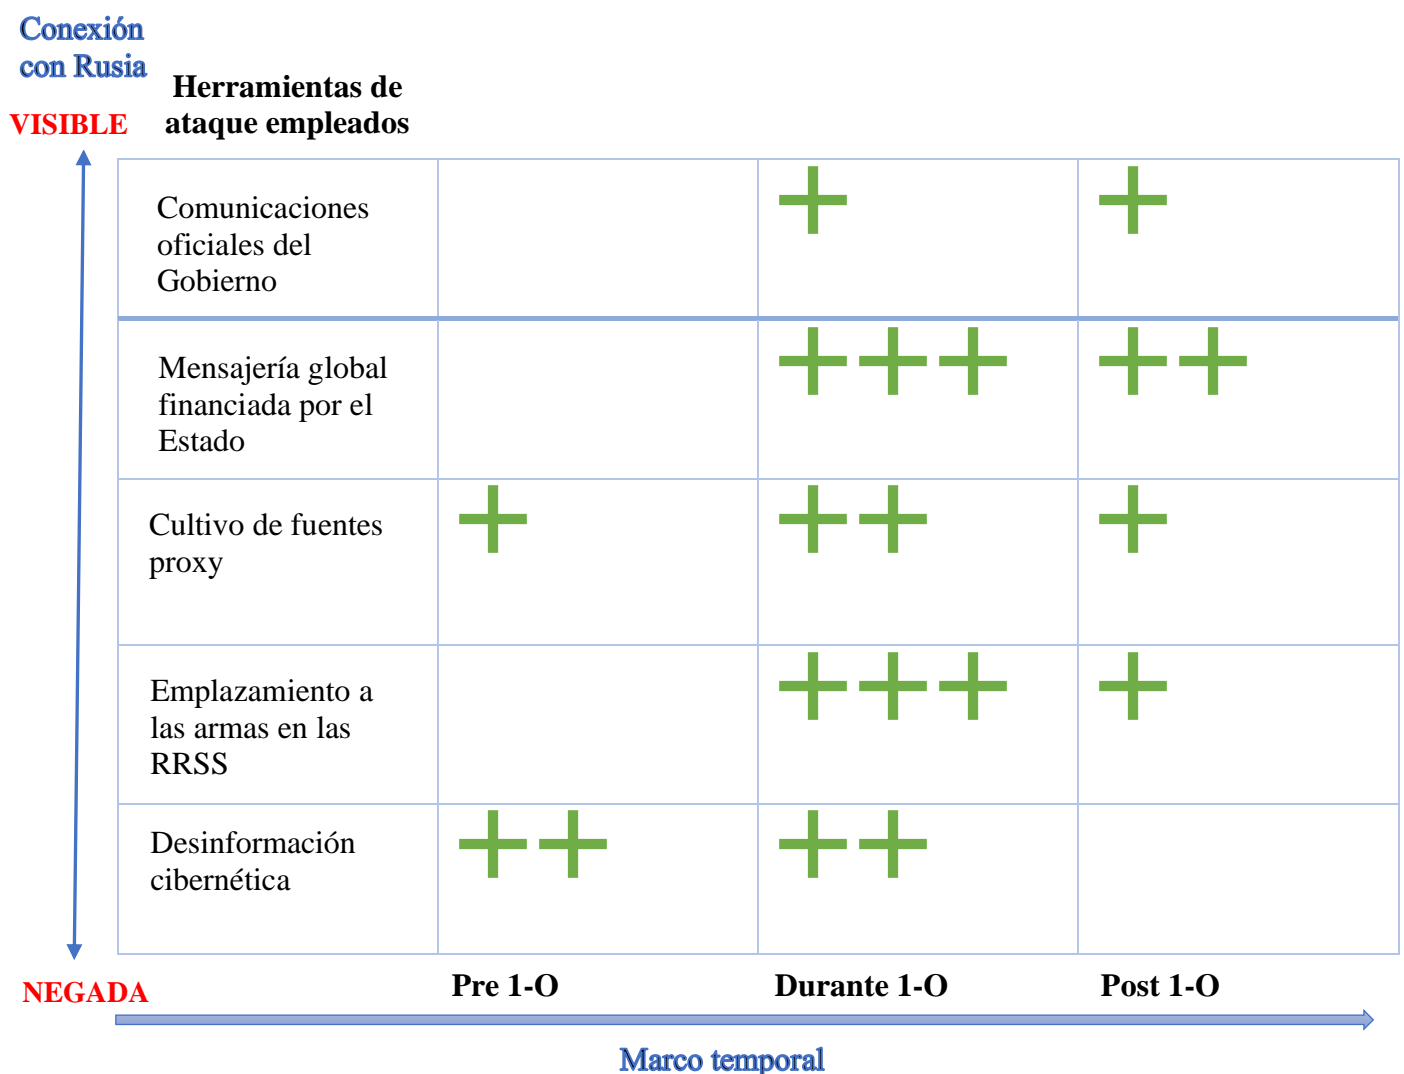 Conexión
con Rusia
VISIBLE
Herramientas de
ataque empleados
Comunicaciones
oficiales del
Gobierno
+
+
Mensajería global
financiada por el
Estado
+++
++
Cultivo de fuentes
proxy
+
++
+
Emplazamiento a
las armas en las
RRSS
+++
+
Desinformación
cibernética
++
++
NEGADA
Pre 1-O
Durante 1-O
Post 1-O
Marco temporal